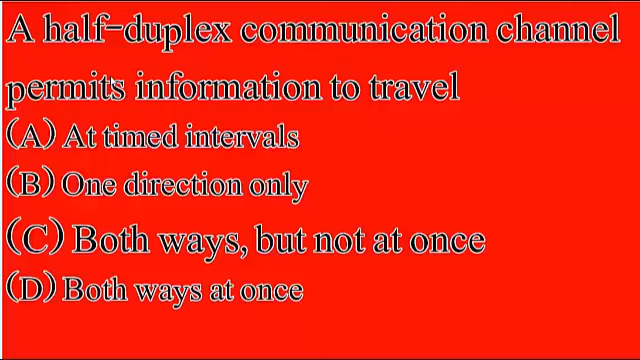 A half-duplex communication channel
permits information to travel
(A) At timed intervals
(B) One direction only
(C) Both ways, but not at once
(D) Both ways at once